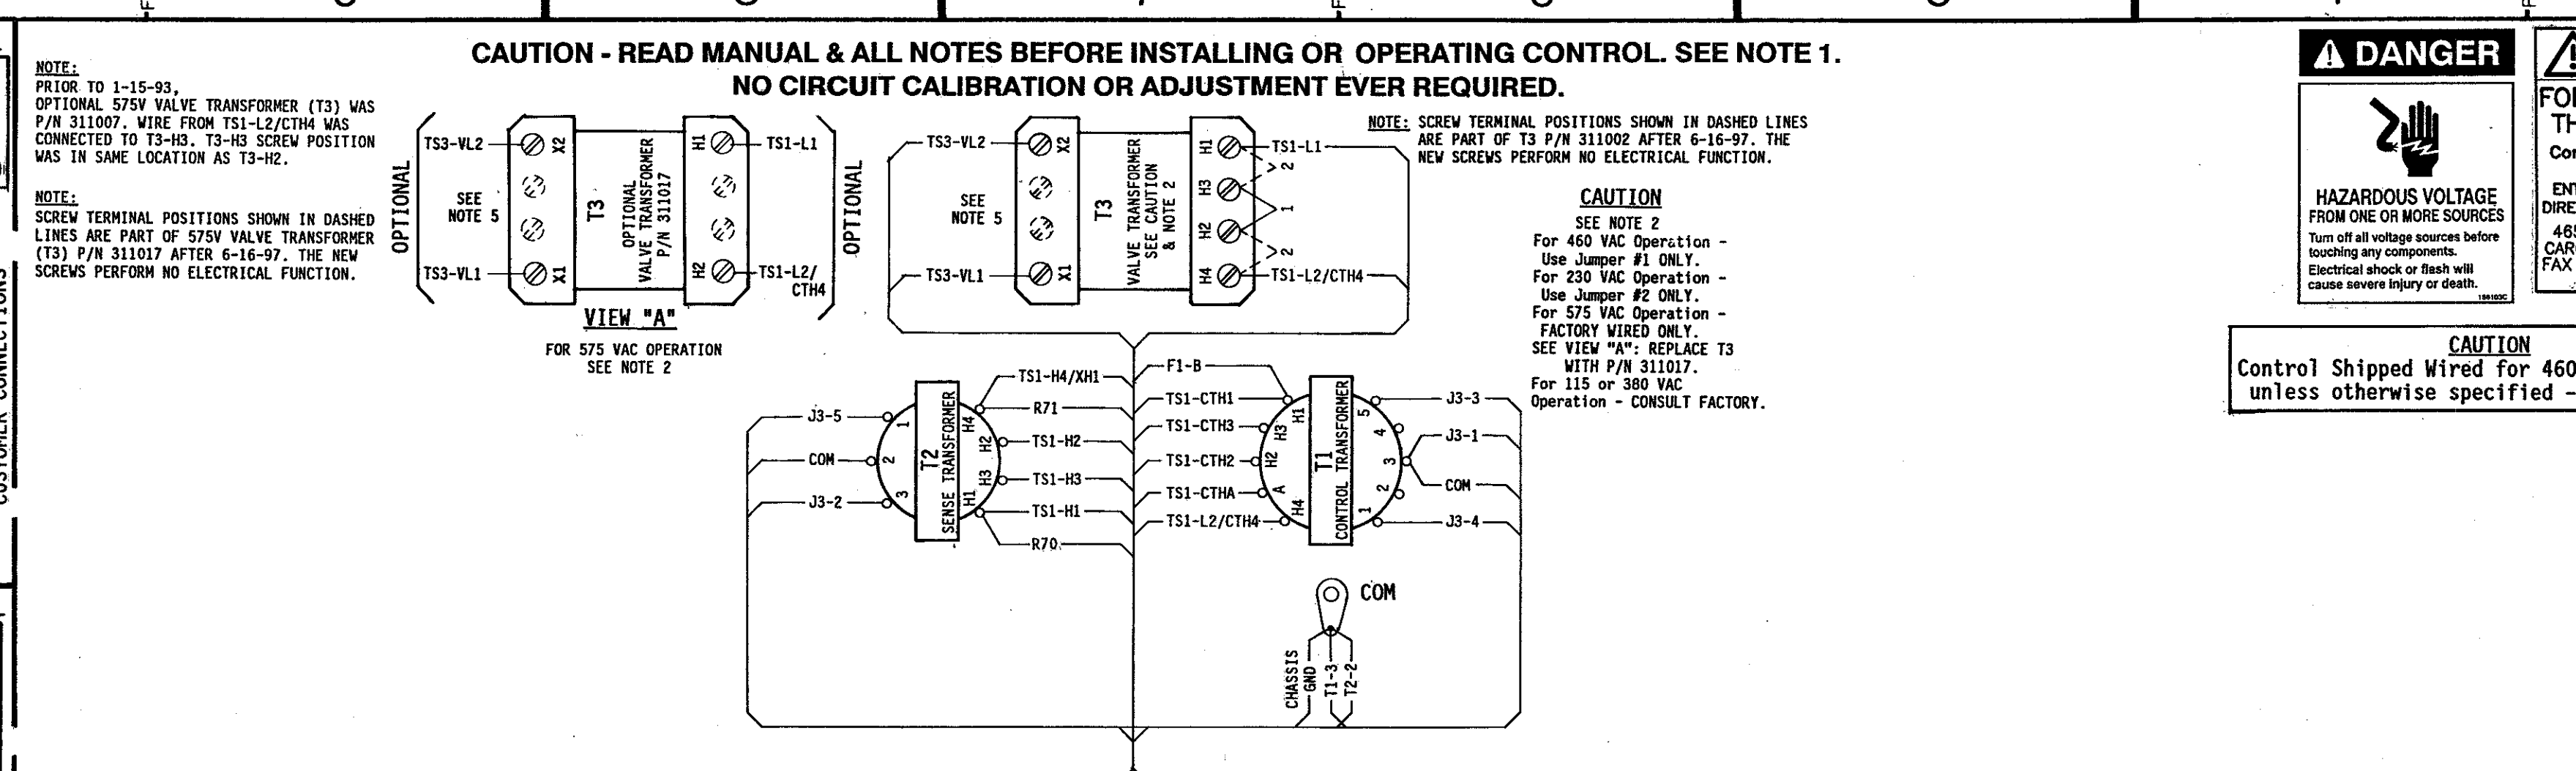 CAUTION - READ MANUAL & ALL NOTES BEFORE INSTALLING OR OPERATING CONTROL. SEE NOTE 1.
NO CIRCUIT CALIBRATION OR ADJUSTMENT EVER REQUIRED.
NOTE:
PRIOR TO 1-15-93,
OPTIONAL 575V VALVE TRANSFORMER (T3) WAS
P/N 311007. WIRE FROM TS1-L2/CTH4 WAS
CONNECTED TO T3-H3. T3-H3 SCREW POSITION
WAS IN SAME LOCATION AS T3-H2.
NOTE:
SCREW TERMINAL POSITIONS SHOWN IN DASHED
LINES ARE PART OF 575V VALVE TRANSFORMER
(T3) P/N 311017 AFTER 6-16-97. THE NEW
SCREWS PERFORM NO ELECTRICAL FUNCTION.
CUSTOMER CONNECTIONS
OPTIONAL
TS3-VL2
SEE
NOTE 5
TS3-VL1
X2
X1
T3
OPTIONAL
VALVE TRANSFORMER
P/N 311017
H1
H2
TS1-L1
TS1-L2/
CTH4
OPTIONAL
VIEW "A"
FOR 575 VAC OPERATION
SEE NOTE 2
TS3-VL2
SEE
NOTE 5
TS3-VL1
X2
X1
T3
VALVE TRANSFORMER
SEE CAUTION
& NOTE 2
H1
H3
H2
H4
TS1-L1
2
1
2
TS1-L2/CTH4
NOTE: SCREW TERMINAL POSITIONS SHOWN IN DASHED LINES
ARE PART OF T3 P/N 311002 AFTER 6-16-97. THE
NEW SCREWS PERFORM NO ELECTRICAL FUNCTION.
CAUTION
SEE NOTE 2
For 460 VAC Operation -
Use Jumper #1 ONLY.
For 230 VAC Operation -
Use Jumper #2 ONLY.
For 575 VAC Operation -
FACTORY WIRED ONLY.
SEE VIEW "A": REPLACE T3
WITH P/N 311017.
For 115 or 380 VAC
Operation - CONSULT FACTORY.
DANGER
HAZARDOUS VOLTAGE
FROM ONE OR MORE SOURCES
Turn off all voltage sources before
touching any components.
Electrical shock or flash will
cause severe injury or death.
CAUTION
Control Shipped Wired for 460
unless otherwise specified -
J3-5
COM
J3-2
1
2
3
T2
SENSE TRANSFORMER
H4
H2
H3
H1
TS1-H4/XH1
R71
TS1-H2
TS1-H3
TS1-H1
R70
F1-B
TS1-CTH1
TS1-CTH3
TS1-CTH2
TS1-CTHA
TS1-L2/CTH4
H1
H3
H2
A
H4
T1
CONTROL TRANSFORMER
5
4
3
2
1
J3-3
J3-1
COM
J3-4
COM
CHASSIS
GND
T1-3
T2-2